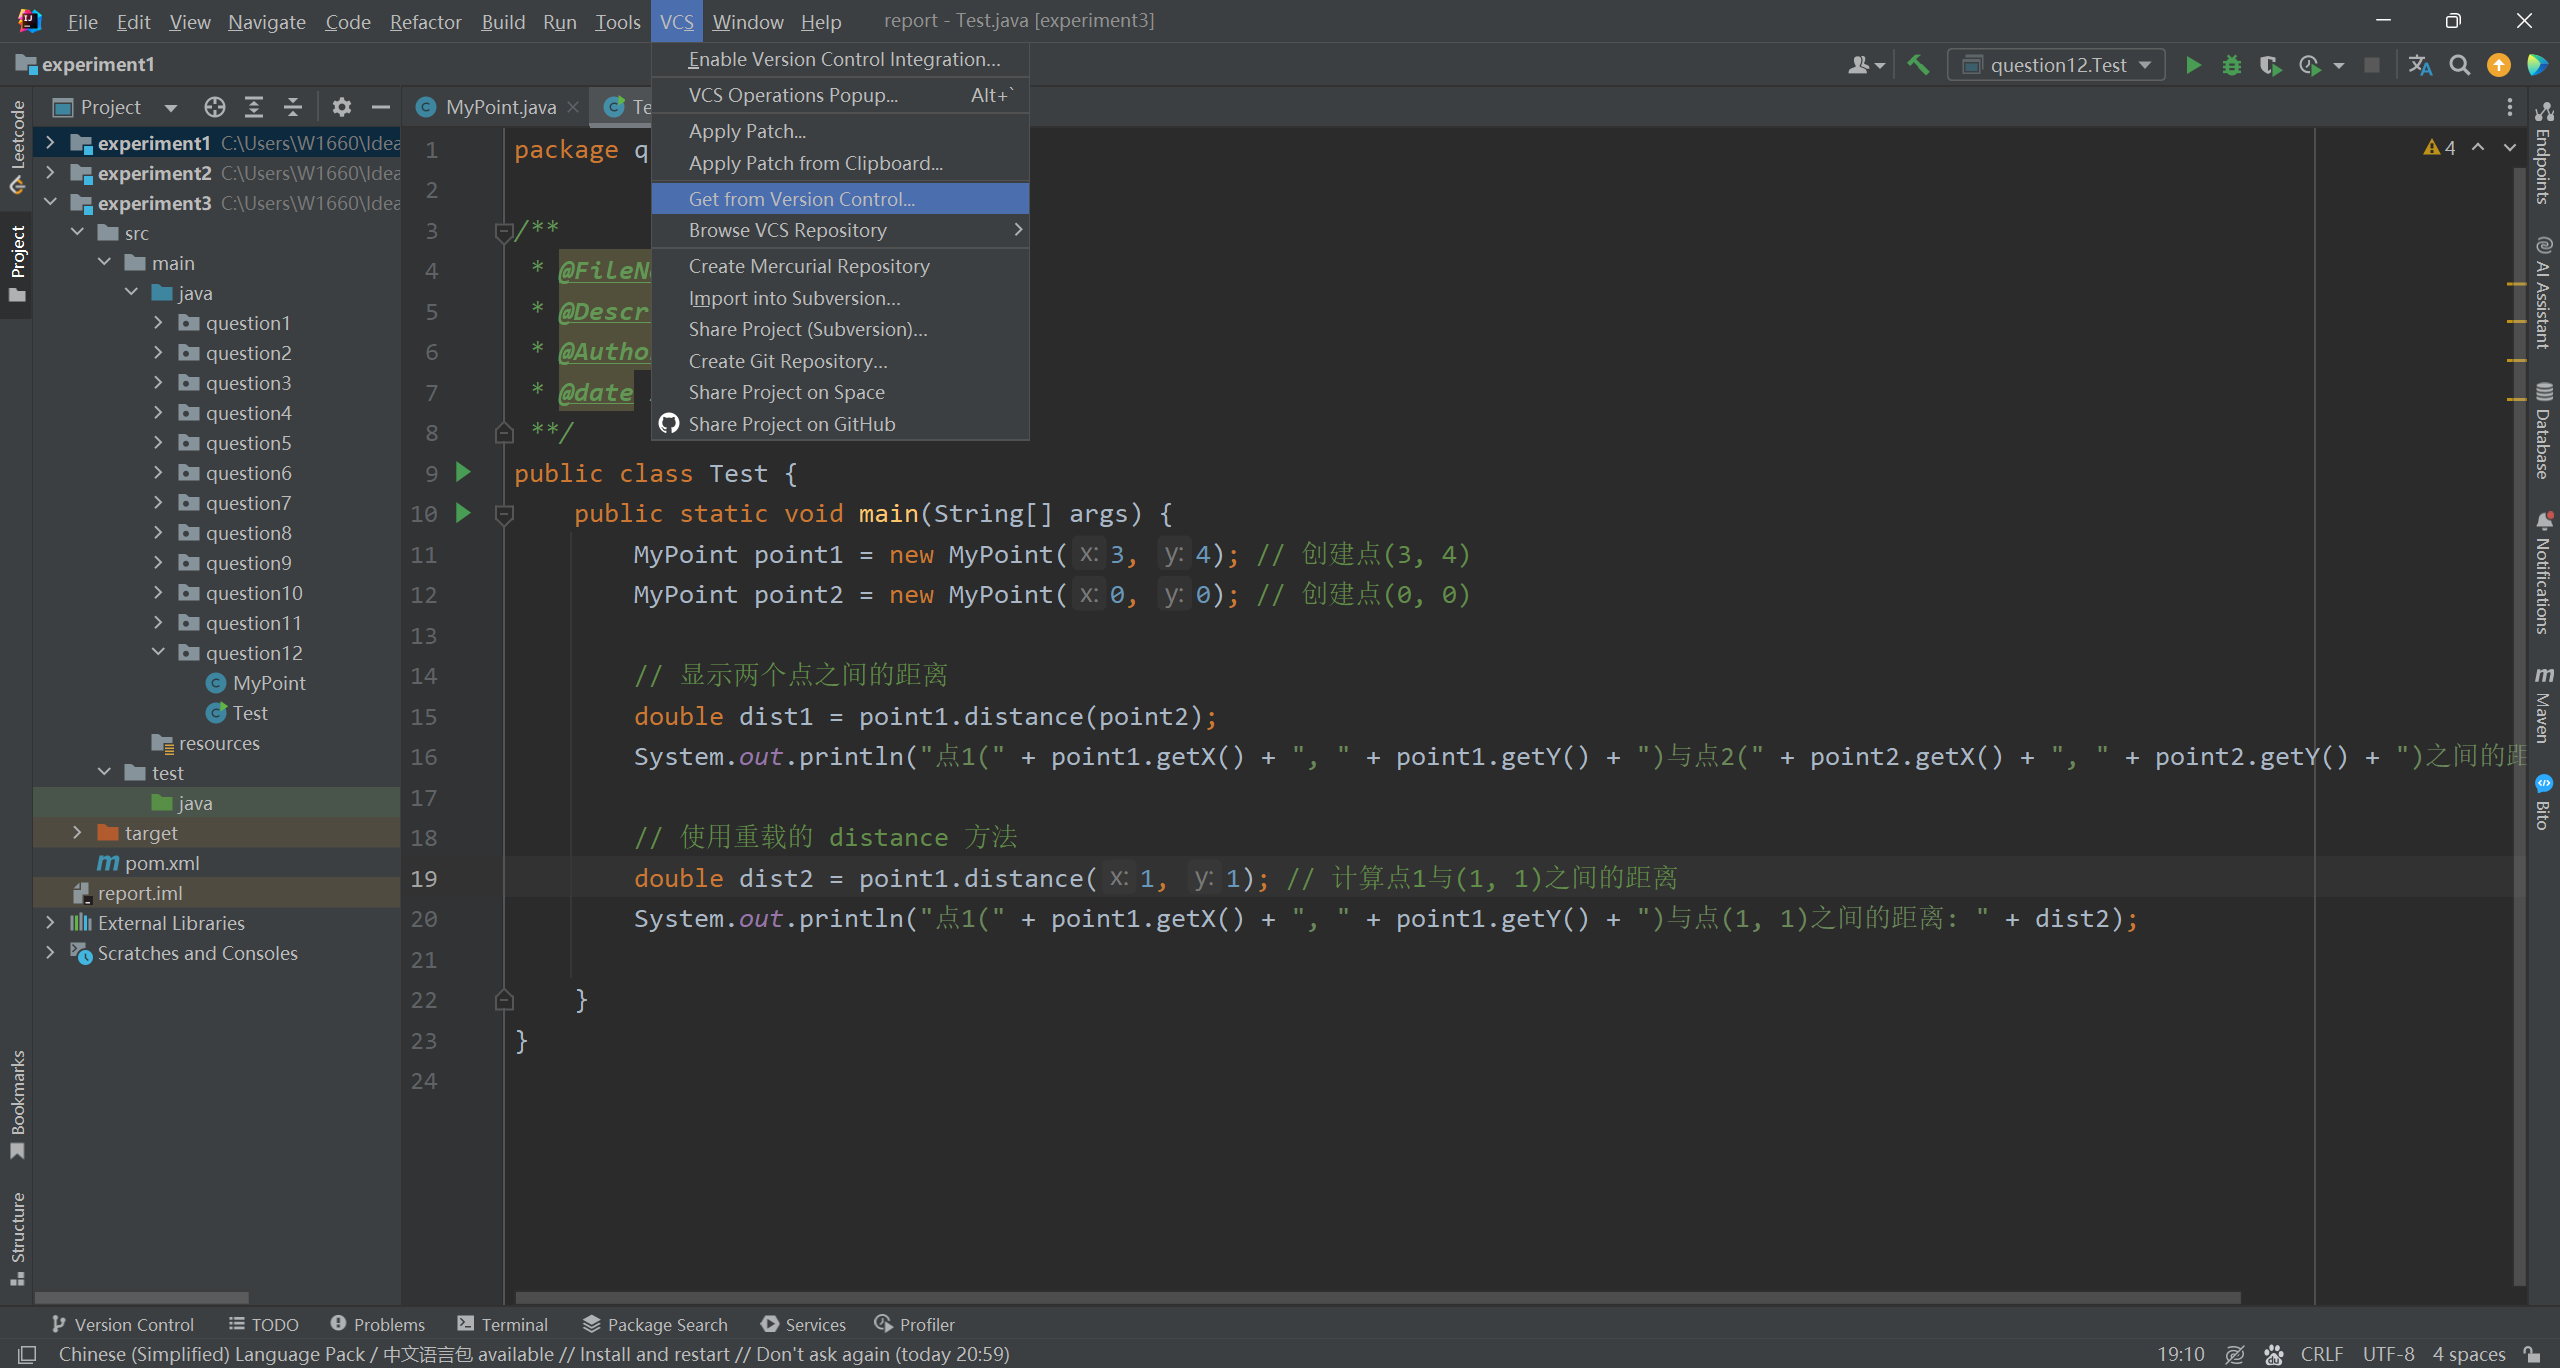 File Edit View Navigate Code Refactor Build Run Tools VCS Window Help report - Test.java [experiment3]
experiment1
question12.Test
Project
MyPoint.java
Enable Version Control Integration...
VCS Operations Popup... Alt+`
Apply Patch...
Apply Patch from Clipboard...
Get from Version Control...
Browse VCS Repository
Create Mercurial Repository
Import into Subversion...
Share Project (Subversion)...
Create Git Repository...
Share Project on Space
Share Project on GitHub
Leetcode
Project
Bookmarks
Structure
experiment1 C:\Users\W1660\Idea
experiment2 C:\Users\W1660\Idea
experiment3 C:\Users\W1660\Idea
src
main
java
question1
question2
question3
question4
question5
question6
question7
question8
question9
question10
question11
question12
MyPoint
Test
resources
test
java
target
pom.xml
report.iml
External Libraries
Scratches and Consoles
4
1 package q
2
3 /**
4 * @FileN
5 * @Descr
6 * @Autho
7 * @date
8 **/
9 public class Test {
10 public static void main(String[] args) {
11 MyPoint point1 = new MyPoint( x: 3, y: 4); // 创建点(3, 4)
12 MyPoint point2 = new MyPoint( x: 0, y: 0); // 创建点(0, 0)
13
14 // 显示两个点之间的距离
15 double dist1 = point1.distance(point2);
16 System.out.println("点1(" + point1.getX() + ", " + point1.getY() + ")与点2(" + point2.getX() + ", " + point2.getY() + ")之间的距
17
18 // 使用重载的 distance 方法
19 double dist2 = point1.distance( x: 1, y: 1); // 计算点1与(1, 1)之间的距离
20 System.out.println("点1(" + point1.getX() + ", " + point1.getY() + ")与点(1, 1)之间的距离: " + dist2);
21
22 }
23 }
24
Endpoints
AI Assistant
Database
Notifications
Maven
Bito
Version Control TODO Problems Terminal Package Search Services Profiler
Chinese (Simplified) Language Pack / 中文语言包 available // Install and restart // Don't ask again (today 20:59) 19:10 CRLF UTF-8 4 spaces